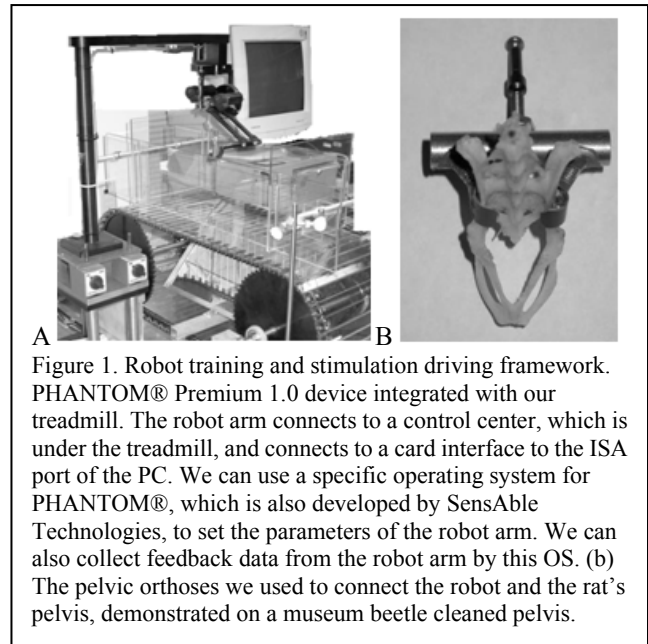 A B
Figure 1. Robot training and stimulation driving framework.
PHANTOM® Premium 1.0 device integrated with our
treadmill. The robot arm connects to a control center, which is
under the treadmill, and connects to a card interface to the ISA
port of the PC. We can use a specific operating system for
PHANTOM®, which is also developed by SensAble
Technologies, to set the parameters of the robot arm. We can
also collect feedback data from the robot arm by this OS. (b)
The pelvic orthoses we used to connect the robot and the rat's
pelvis, demonstrated on a museum beetle cleaned pelvis.